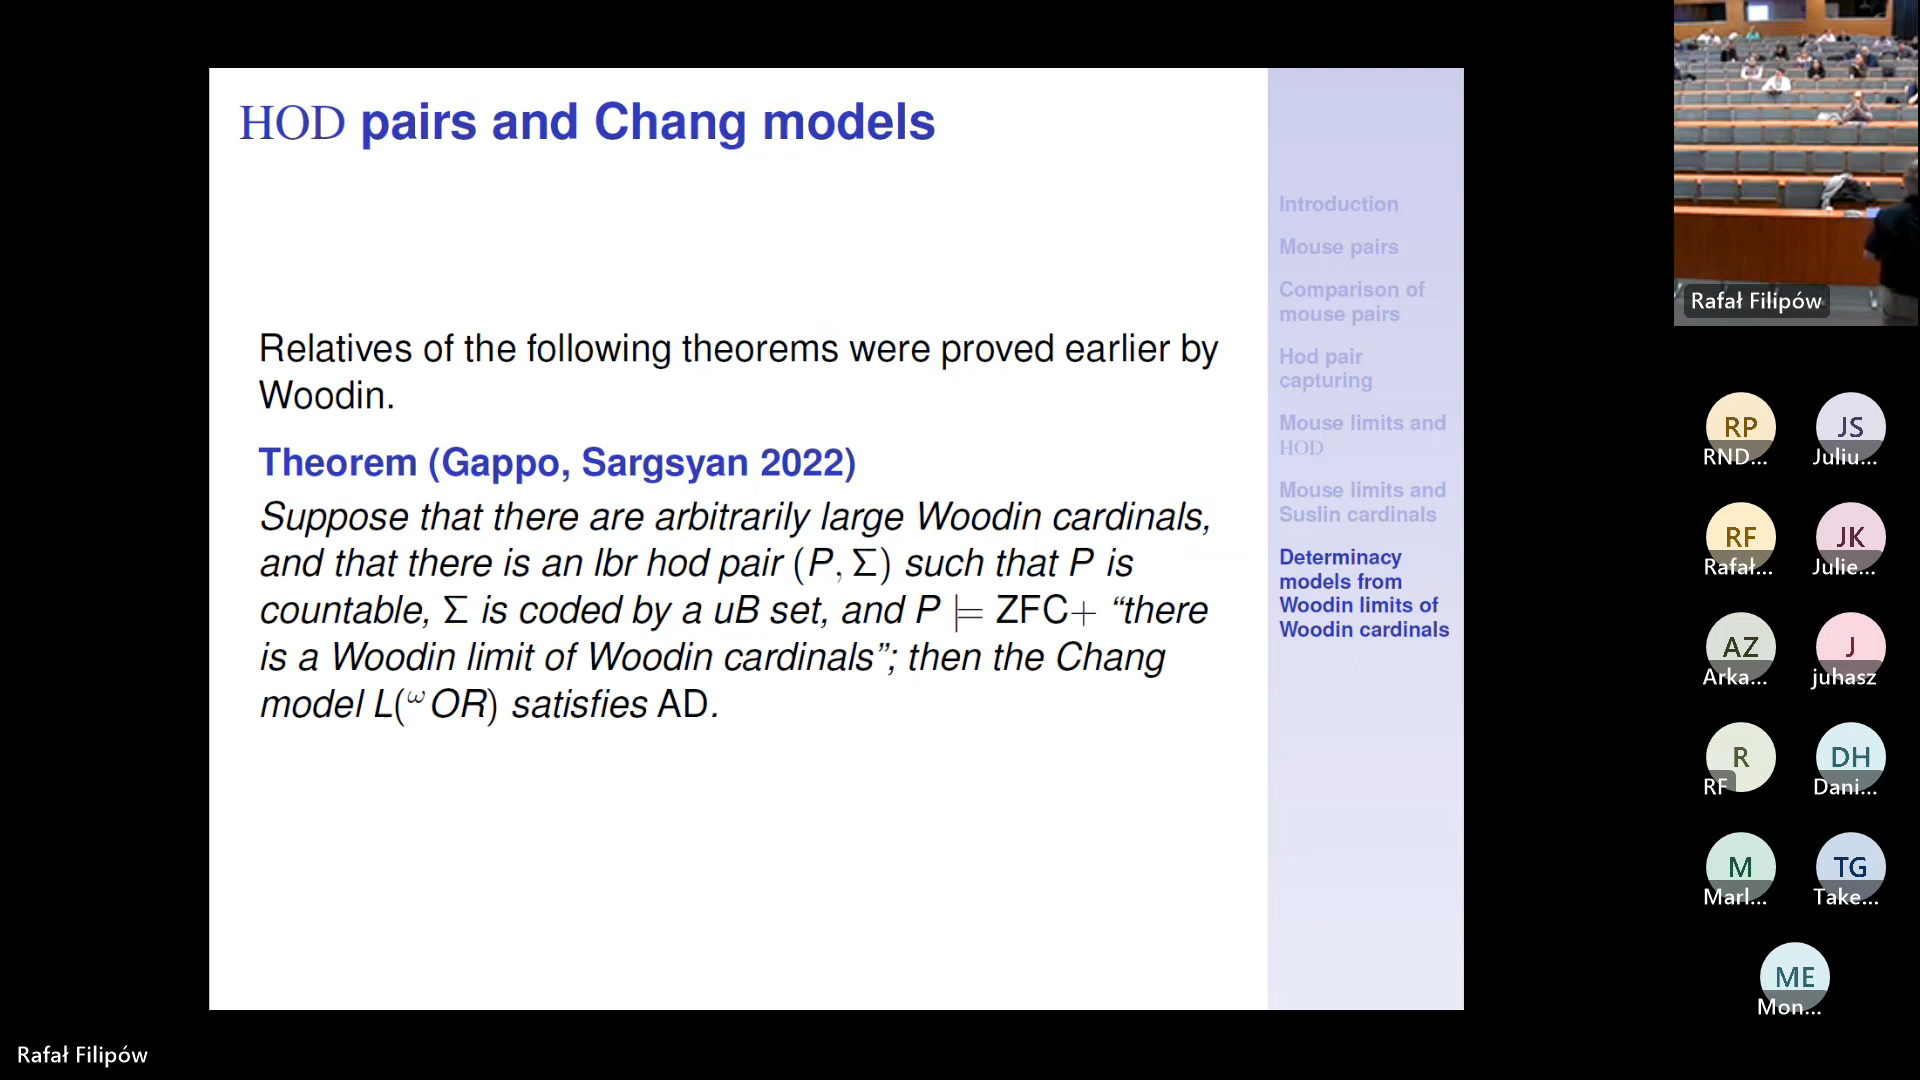 HOD pairs and Chang models
Relatives of the following theorems were proved earlier by
Woodin.
Theorem (Gappo, Sargsyan 2022)
Suppose that there are arbitrarily large Woodin cardinals,
and that there is an lbr hod pair (P, Σ) such that P is
countable, Σ is coded by a uB set, and P ⊨ ZFC+ “there
is a Woodin limit of Woodin cardinals”; then the Chang
model L(^ω OR) satisfies AD.
Introduction
Mouse pairs
Comparison of
mouse pairs
Hod pair
capturing
Mouse limits and
HOD
Mouse limits and
Suslin cardinals
Determinacy
models from
Woodin limits of
Woodin cardinals
Rafał Filipów
RP
RND...
JS
Juliu...
RF
Rafał...
JK
Julie...
AZ
Arka...
J
juhasz
R
RF
DH
Dani...
M
Marl...
TG
Take...
ME
Mon...
Rafał Filipów